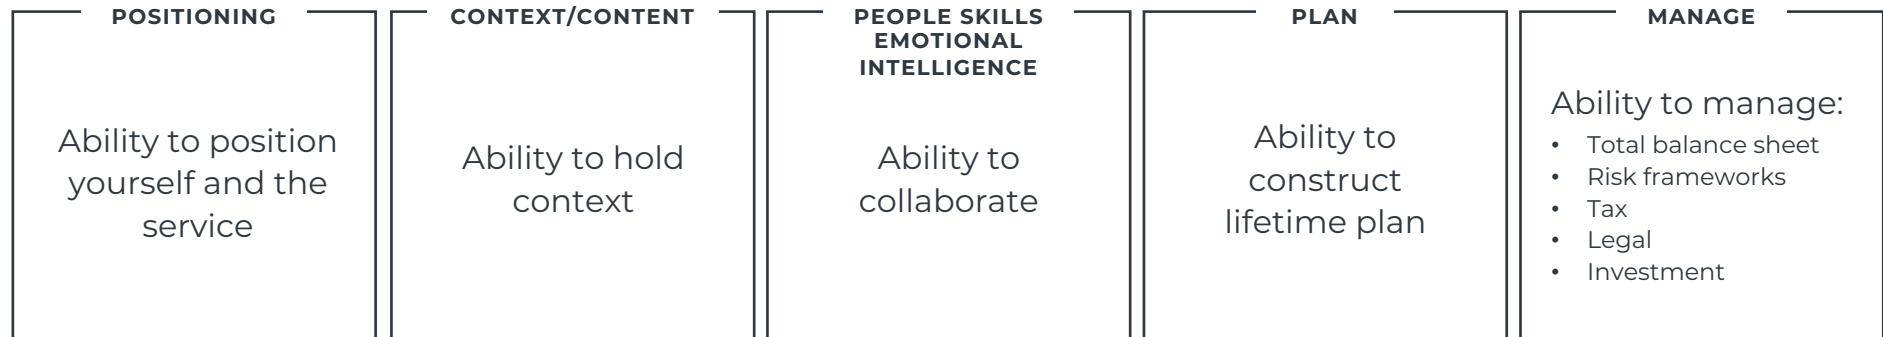 POSITIONING
Ability to position
yourself and the
service
CONTEXT/CONTENT
Ability to hold
context
PEOPLE SKILLS
EMOTIONAL
INTELLIGENCE
Ability to
collaborate
PLAN
Ability to
construct
lifetime plan
MANAGE
Ability to manage:
• Total balance sheet
• Risk frameworks
• Tax
• Legal
• Investment